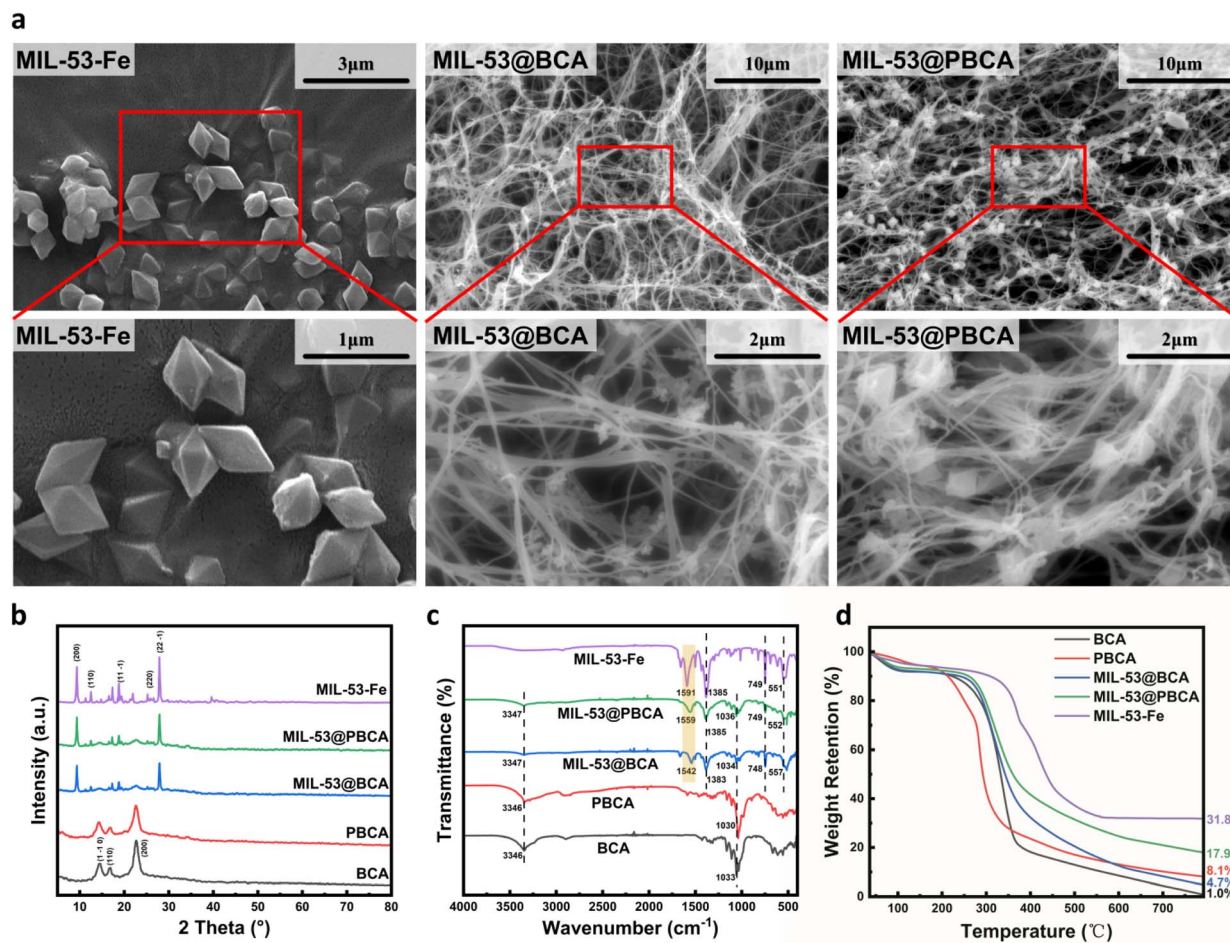 a
MIL-53-Fe
3μm
MIL-53@BCA
10μm
MIL-53@PBCA
10μm
MIL-53-Fe
1μm
MIL-53@BCA
2μm
MIL-53@PBCA
2μm
b
(200)
(110)
(11 -1)
(220)
(22 -1)
MIL-53-Fe
MIL-53@PBCA
MIL-53@BCA
PBCA
(1 -1 0)
(110)
(200)
BCA
Intensity (a.u.)
10 20 30 40 50 60 70 80
2 Theta (°)
c
MIL-53-Fe
1591
1385
749
551
3347
MIL-53@PBCA
1559
1385
1036
749
552
3347
MIL-53@BCA
1542
1383
1034
748
557
3346
PBCA
1030
3346
BCA
1033
Transmittance (%)
4000 3500 3000 2500 2000 1500 1000 500
Wavenumber (cm⁻¹)
d
BCA
PBCA
MIL-53@BCA
MIL-53@PBCA
MIL-53-Fe
100
80
60
40
20
0
Weight Retention (%)
31.8
17.9
8.1%
4.7%
1.0%
100 200 300 400 500 600 700
Temperature (℃)